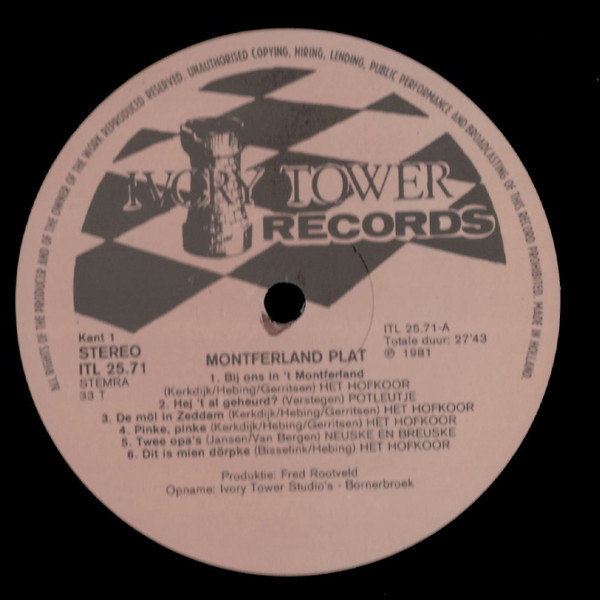 ALL RIGHTS OF THE PRODUCER AND OF THE OWNER OF THE WORK REPRODUCED RESERVED. UNAUTHORISED COPYING, HIRING, LENDING, PUBLIC PERFORMANCE AND BROADCASTING OF THIS RECORD PROHIBITED. MADE IN HOLLAND
IVORY TOWER
RECORDS
Kant 1
STEREO
ITL 25.71
STEMRA
33 T
ITL 25.71-A
Totale duur: 27'43
℗ 1981
MONTFERLAND PLAT
1. Bij ons in 't Montferland
(Kerkdijk/Hebing/Gerritsen) HET HOFKOOR
2. Hej 't al geheurd? (Verstegen) POTLEUTJE
3. De möl in Zeddam (Kerkdijk/Hebing/Gerritsen) HET HOFKOOR
4. Pinke, pinke (Kerkdijk/Hebing/Gerritsen) HET HOFKOOR
5. Twee opa's (Jansen/Van Bergen) NEUSKE EN BREUSKE
6. Dit is mien dörpke (Bisselink/Hebing) HET HOFKOOR
Produktie: Fred Rootveld
Opname: Ivory Tower Studio's - Bornerbroek